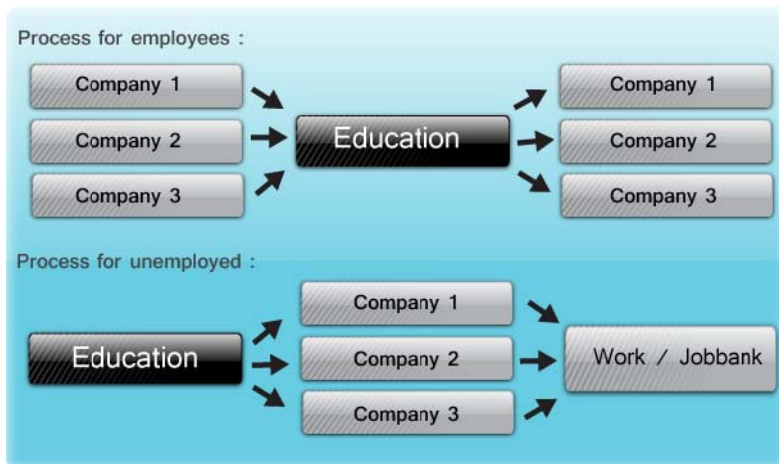 Process for employees :
Company 1
Company 2
Company 3
Education
Company 1
Company 2
Company 3
Process for unemployed :
Education
Company 1
Company 2
Company 3
Work / Jobbank